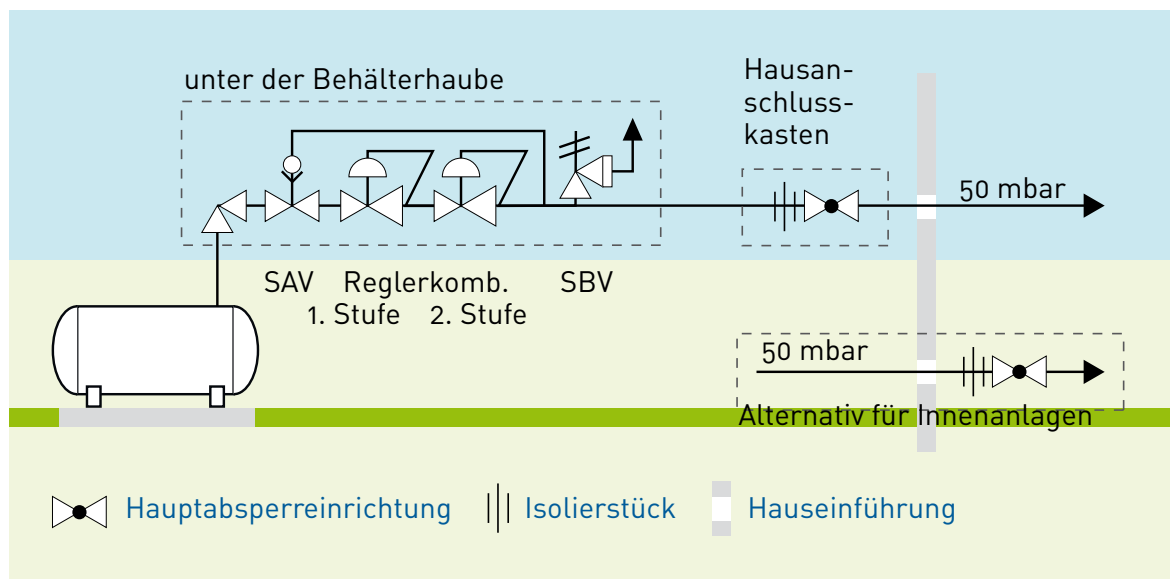 unter der Behälterhaube
Hausan-
schluss-
kasten
50 mbar
SAV Reglerkomb. SBV
1. Stufe 2. Stufe
50 mbar
Alternativ für Innenanlagen
Hauptabsperreinrichtung Isolierstück Hauseinführung